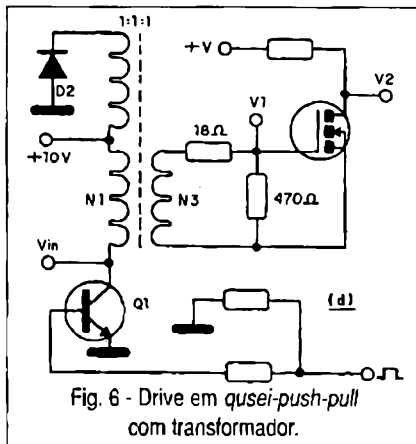 1:1:1
+V
D2
V1
V2
18Ω
+10V
N1
N3
470Ω
Vin
Q1
(d)
Fig. 6 - Drive em qusei-push-pull
com transformador.